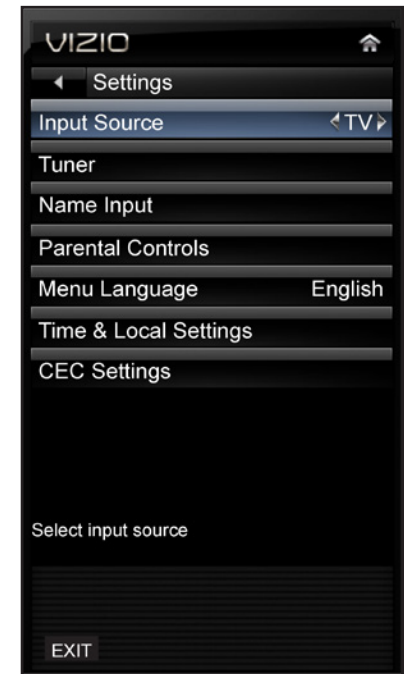 VIZIO
Settings
Input Source TV
Tuner
Name Input
Parental Controls
Menu Language English
Time & Local Settings
CEC Settings
Select input source
EXIT